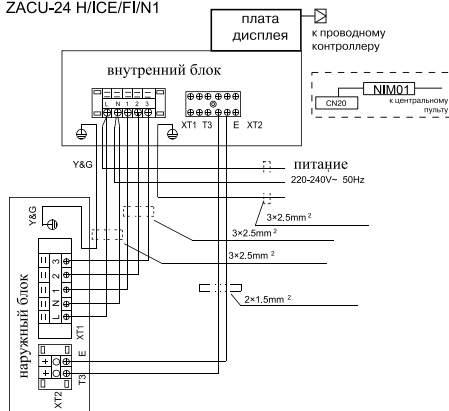 ZACU-24 H/ICE/FI/N1
плата
дисплея
к проводному
контроллеру
внутренний блок
NIM01
CN20
к центральному
пульту
L N 1 2 3
XT1 T3 E XT2
Y&G
питание
220-240V~ 50Hz
3×2.5mm²
3×2.5mm²
3×2.5mm²
2×1.5mm²
Y&G
наружный блок
L N 1 2 3
XT1
T3 E
XT2